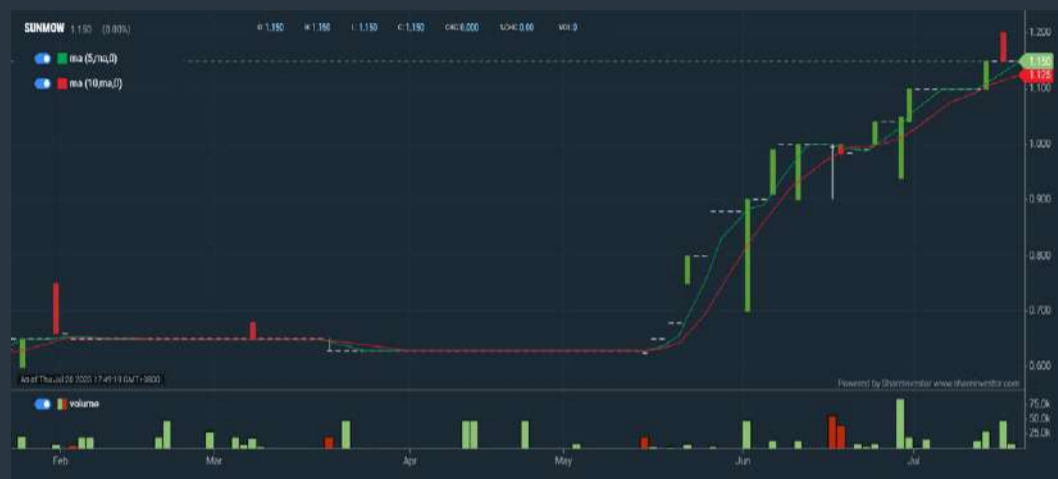 SUNMOW 1.150 (0.00%) O:1.150 H:1.150 L:1.150 C:1.150 CHG:0.000 %CHG:0.00 VOL:0
ma (5,ma,0)
ma (10,ma,0)
1.200
1.150
1.125
1.100
1.000
0.900
0.800
0.700
0.600
As of Thu Jul 20 2023 17:49:19 GMT+0800
Powered by ShareInvestor www.shareinvestor.com
volume
75.0k
50.0k
25.0k
Feb Mar Apr May Jun Jul